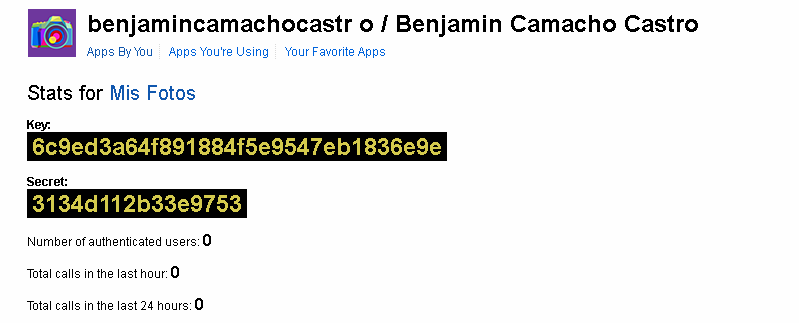 benjamincamachocastr o / Benjamin Camacho Castro
Apps By You Apps You're Using Your Favorite Apps
Stats for Mis Fotos
Key:
6c9ed3a64f891884f5e9547eb1836e9e
Secret:
3134d112b33e9753
Number of authenticated users: 0
Total calls in the last hour: 0
Total calls in the last 24 hours: 0